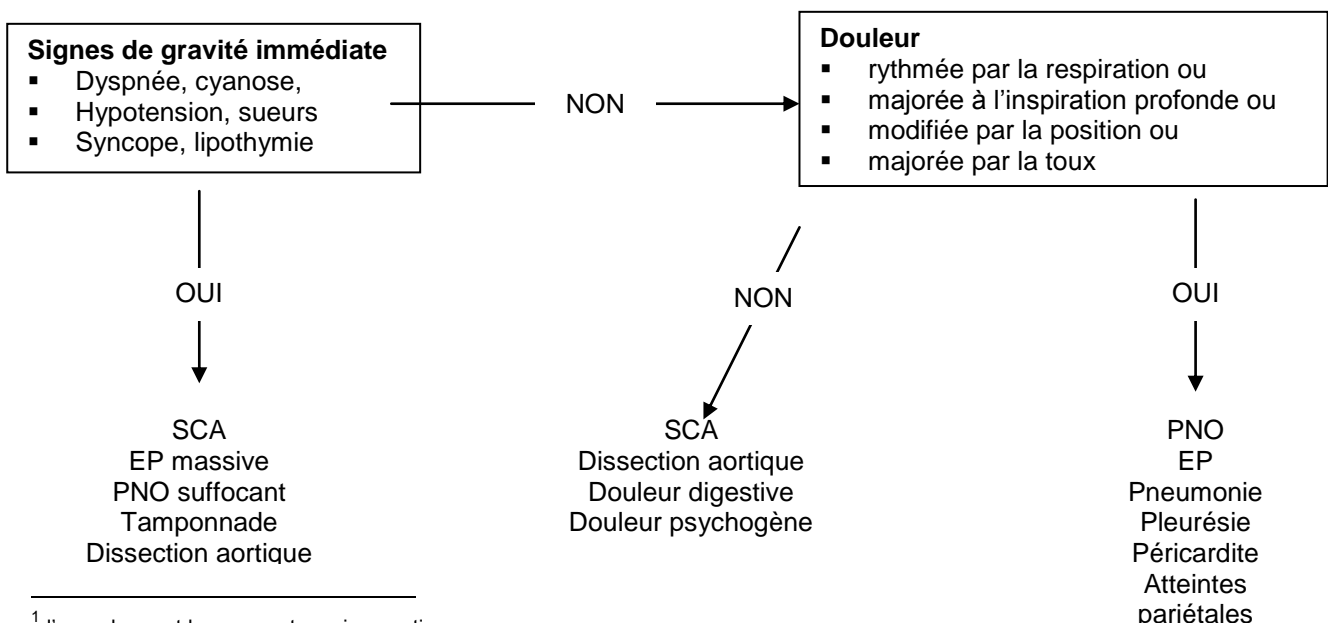 Signes de gravité immédiate
▪ Dyspnée, cyanose,
▪ Hypotension, sueurs
▪ Syncope, lipothymie
NON
Douleur
▪ rythmée par la respiration ou
▪ majorée à l'inspiration profonde ou
▪ modifiée par la position ou
▪ majorée par la toux
OUI
NON
OUI
SCA
EP massive
PNO suffocant
Tamponnade
Dissection aortique
SCA
Dissection aortique
Douleur digestive
Douleur psychogène
PNO
EP
Pneumonie
Pleurésie
Péricardite
Atteintes
pariétales
1